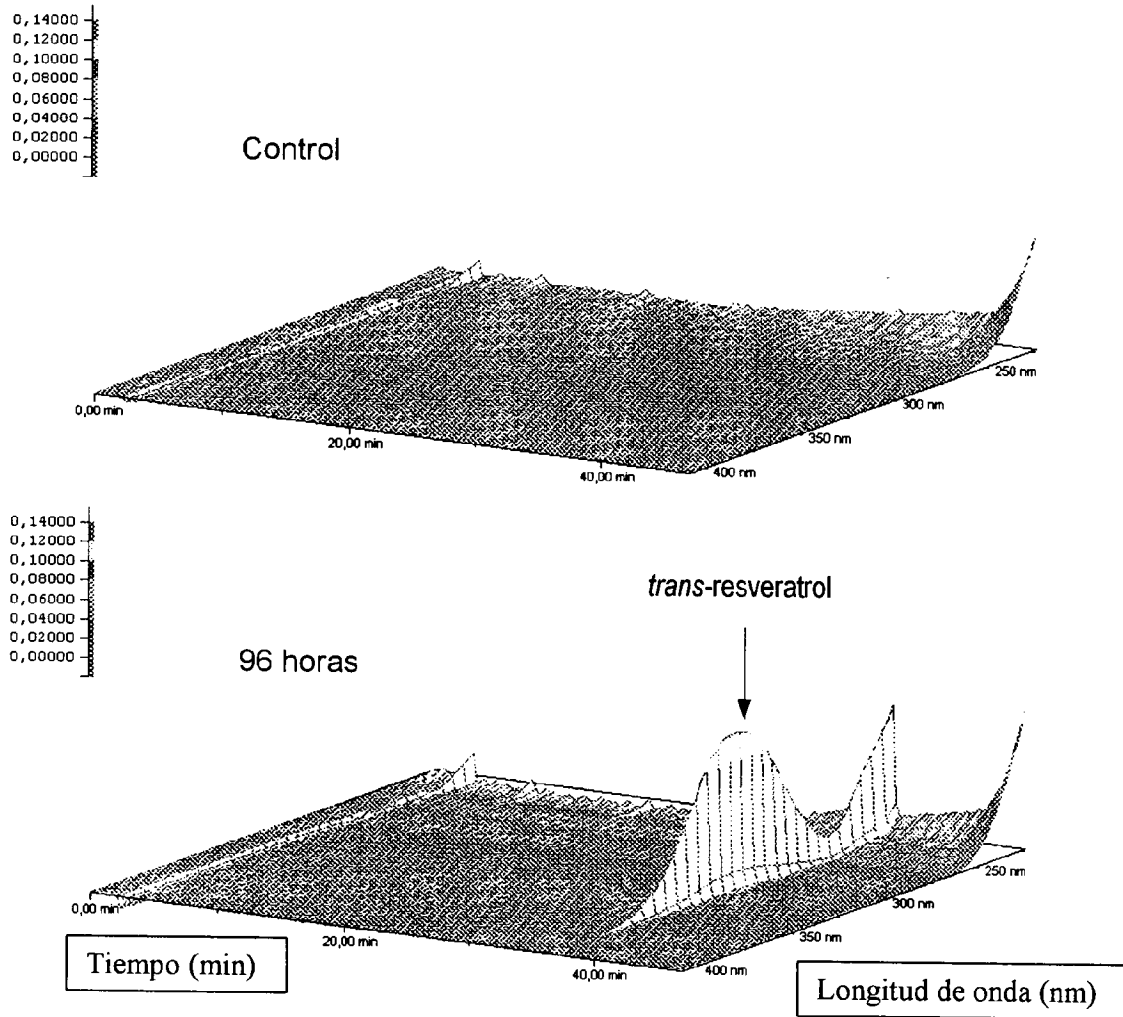 0,14000
0,12000
0,10000
0,08000
0,06000
0,04000
0,02000
0,00000
Control
0,00 min
20,00 min
40,00 min
400 nm
350 nm
300 nm
250 nm
0,14000
0,12000
0,10000
0,08000
0,06000
0,04000
0,02000
0,00000
trans-resveratrol
96 horas
0,00 min
20,00 min
40,00 min
400 nm
350 nm
300 nm
250 nm
Tiempo (min)
Longitud de onda (nm)